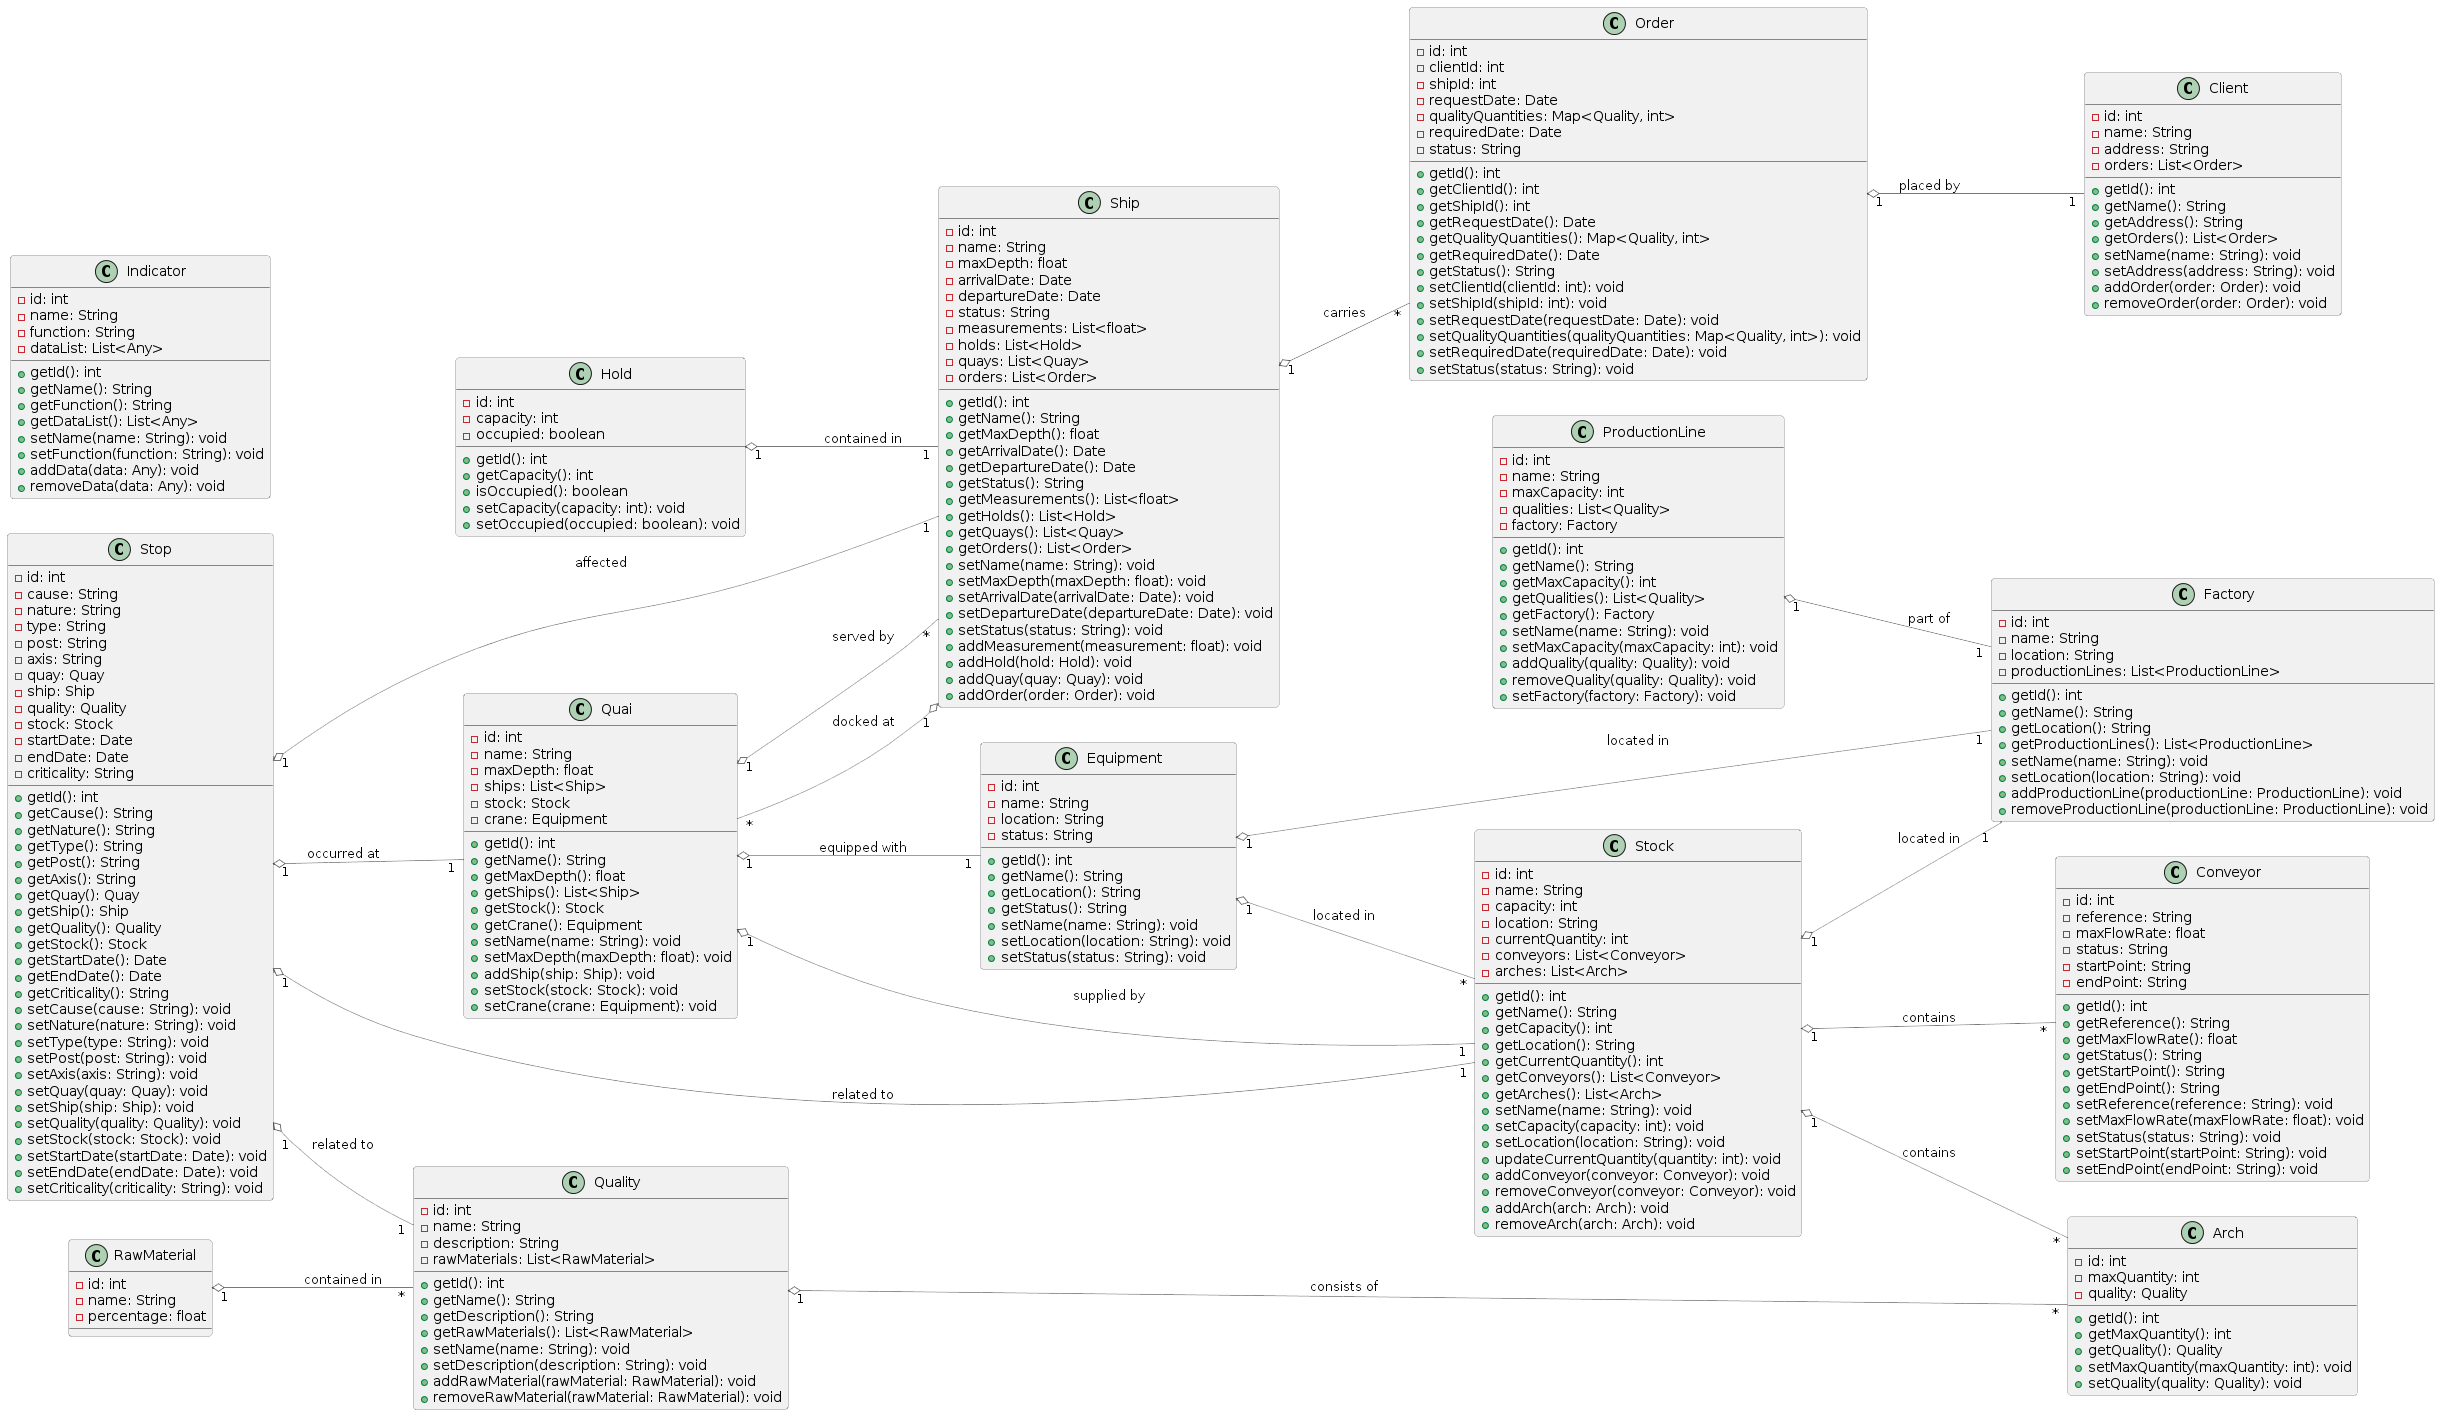 C Indicator
id: int
name: String
function: String
dataList: List<Any>
getId(): int
getName(): String
getFunction(): String
getDataList(): List<Any>
setName(name: String): void
setFunction(function: String): void
addData(data: Any): void
removeData(data: Any): void
C Stop
id: int
cause: String
nature: String
type: String
post: String
axis: String
quay: Quay
ship: Ship
quality: Quality
stock: Stock
startDate: Date
endDate: Date
criticality: String
getId(): int
getCause(): String
getNature(): String
getType(): String
getPost(): String
getAxis(): String
getQuay(): Quay
getShip(): Ship
getQuality(): Quality
getStock(): Stock
getStartDate(): Date
getEndDate(): Date
getCriticality(): String
setCause(cause: String): void
setNature(nature: String): void
setType(type: String): void
setPost(post: String): void
setAxis(axis: String): void
setQuay(quay: Quay): void
setShip(ship: Ship): void
setQuality(quality: Quality): void
setStock(stock: Stock): void
setStartDate(startDate: Date): void
setEndDate(endDate: Date): void
setCriticality(criticality: String): void
C RawMaterial
id: int
name: String
percentage: float
1 contained in *
1 affected 1
1 occurred at 1
1 related to 1
1 related to 1
C Hold
id: int
capacity: int
occupied: boolean
getId(): int
getCapacity(): int
isOccupied(): boolean
setCapacity(capacity: int): void
setOccupied(occupied: boolean): void
1 contained in 1
C Quai
id: int
name: String
maxDepth: float
ships: List<Ship>
stock: Stock
crane: Equipment
getId(): int
getName(): String
getMaxDepth(): float
getShips(): List<Ship>
getStock(): Stock
getCrane(): Equipment
setName(name: String): void
setMaxDepth(maxDepth: float): void
addShip(ship: Ship): void
setStock(stock: Stock): void
setCrane(crane: Equipment): void
1 served by *
* docked at 1
1 equipped with 1
1 supplied by 1
C Quality
id: int
name: String
description: String
rawMaterials: List<RawMaterial>
getId(): int
getName(): String
getDescription(): String
getRawMaterials(): List<RawMaterial>
setName(name: String): void
setDescription(description: String): void
addRawMaterial(rawMaterial: RawMaterial): void
removeRawMaterial(rawMaterial: RawMaterial): void
1 consists of *
C Ship
id: int
name: String
maxDepth: float
arrivalDate: Date
departureDate: Date
status: String
measurements: List<float>
holds: List<Hold>
quays: List<Quay>
orders: List<Order>
getId(): int
getName(): String
getMaxDepth(): float
getArrivalDate(): Date
getDepartureDate(): Date
getStatus(): String
getMeasurements(): List<float>
getHolds(): List<Hold>
getQuays(): List<Quay>
getOrders(): List<Order>
setName(name: String): void
setMaxDepth(maxDepth: float): void
setArrivalDate(arrivalDate: Date): void
setDepartureDate(departureDate: Date): void
setStatus(status: String): void
addMeasurement(measurement: float): void
addHold(hold: Hold): void
addQuay(quay: Quay): void
addOrder(order: Order): void
1 carries *
C Equipment
id: int
name: String
location: String
status: String
getId(): int
getName(): String
getLocation(): String
getStatus(): String
setName(name: String): void
setLocation(location: String): void
setStatus(status: String): void
1 located in 1
1 located in *
C Order
id: int
clientId: int
shipId: int
requestDate: Date
qualityQuantities: Map<Quality, int>
requiredDate: Date
status: String
getId(): int
getClientId(): int
getShipId(): int
getRequestDate(): Date
getQualityQuantities(): Map<Quality, int>
getRequiredDate(): Date
getStatus(): String
setClientId(clientId: int): void
setShipId(shipId: int): void
setRequestDate(requestDate: Date): void
setQualityQuantities(qualityQuantities: Map<Quality, int>): void
setRequiredDate(requiredDate: Date): void
setStatus(status: String): void
1 placed by 1
C ProductionLine
id: int
name: String
maxCapacity: int
qualities: List<Quality>
factory: Factory
getId(): int
getName(): String
getMaxCapacity(): int
getQualities(): List<Quality>
getFactory(): Factory
setName(name: String): void
setMaxCapacity(maxCapacity: int): void
addQuality(quality: Quality): void
removeQuality(quality: Quality): void
setFactory(factory: Factory): void
1 part of 1
C Stock
id: int
name: String
capacity: int
location: String
currentQuantity: int
conveyors: List<Conveyor>
arches: List<Arch>
getId(): int
getName(): String
getCapacity(): int
getLocation(): String
getCurrentQuantity(): int
getConveyors(): List<Conveyor>
getArches(): List<Arch>
setName(name: String): void
setCapacity(capacity: int): void
setLocation(location: String): void
updateCurrentQuantity(quantity: int): void
addConveyor(conveyor: Conveyor): void
removeConveyor(conveyor: Conveyor): void
addArch(arch: Arch): void
removeArch(arch: Arch): void
1 located in 1
1 contains *
1 contains *
C Client
id: int
name: String
address: String
orders: List<Order>
getId(): int
getName(): String
getAddress(): String
getOrders(): List<Order>
setName(name: String): void
setAddress(address: String): void
addOrder(order: Order): void
removeOrder(order: Order): void
C Factory
id: int
name: String
location: String
productionLines: List<ProductionLine>
getId(): int
getName(): String
getLocation(): String
getProductionLines(): List<ProductionLine>
setName(name: String): void
setLocation(location: String): void
addProductionLine(productionLine: ProductionLine): void
removeProductionLine(productionLine: ProductionLine): void
C Conveyor
id: int
reference: String
maxFlowRate: float
status: String
startPoint: String
endPoint: String
getId(): int
getReference(): String
getMaxFlowRate(): float
getStatus(): String
getStartPoint(): String
getEndPoint(): String
setReference(reference: String): void
setMaxFlowRate(maxFlowRate: float): void
setStatus(status: String): void
setStartPoint(startPoint: String): void
setEndPoint(endPoint: String): void
C Arch
id: int
maxQuantity: int
quality: Quality
getId(): int
getMaxQuantity(): int
getQuality(): Quality
setMaxQuantity(maxQuantity: int): void
setQuality(quality: Quality): void